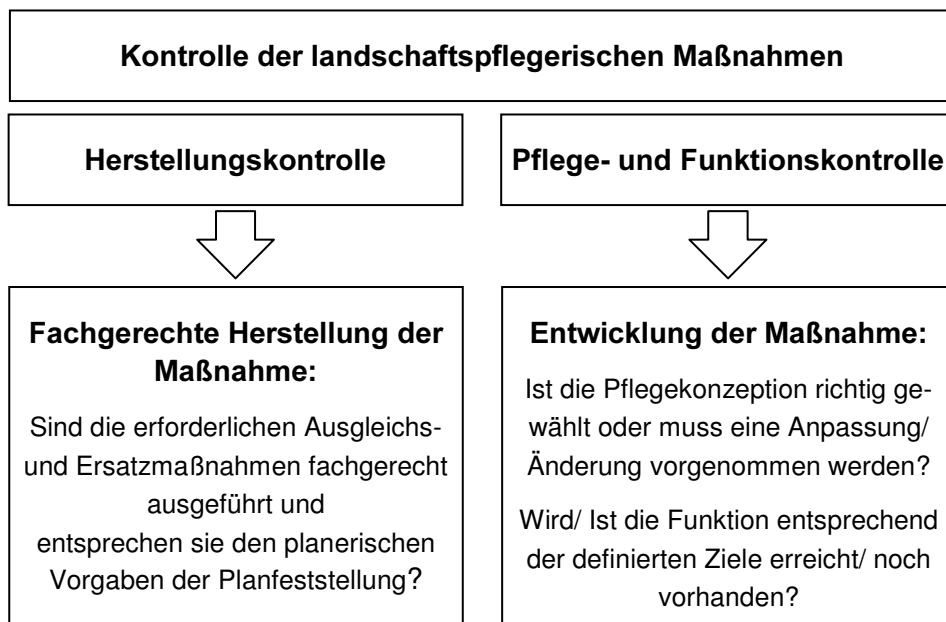 Kontrolle der landschaftspflegerischen Maßnahmen
Herstellungskontrolle
Pflege- und Funktionskontrolle
Fachgerechte Herstellung der
Maßnahme:
Sind die erforderlichen Ausgleichs-
und Ersatzmaßnahmen fachgerecht
ausgeführt und
entsprechen sie den planerischen
Vorgaben der Planfeststellung?
Entwicklung der Maßnahme:
Ist die Pflegekonzeption richtig ge-
wählt oder muss eine Anpassung/
Änderung vorgenommen werden?
Wird/ Ist die Funktion entsprechend
der definierten Ziele erreicht/ noch
vorhanden?